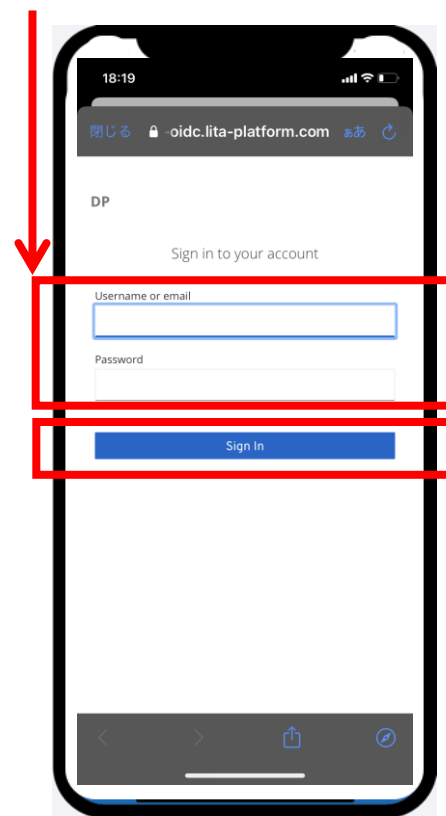 18:19
閉じる -oidc.lita-platform.com ぁあ
DP
Sign in to your account
Username or email
Password
Sign In